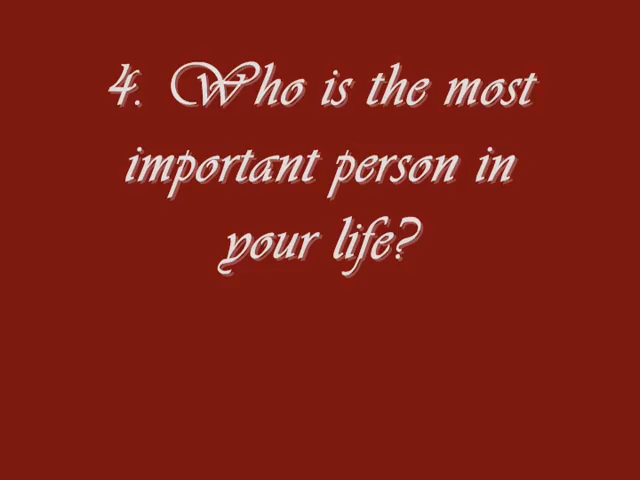 4. Who is the most
important person in
your life?